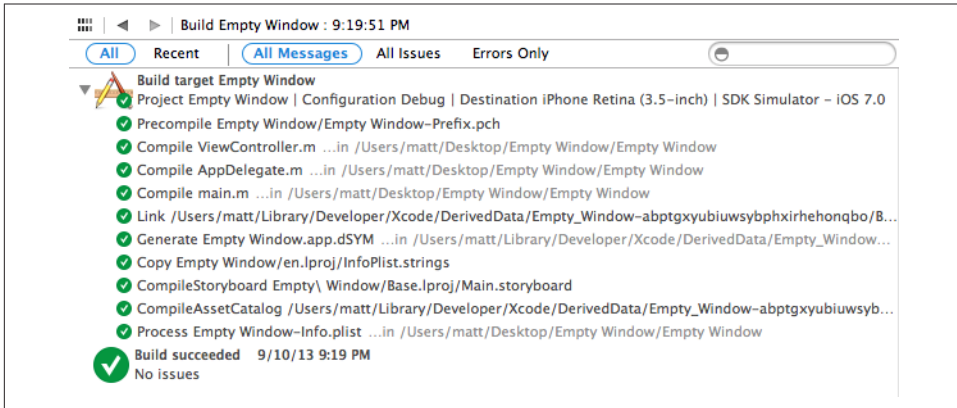 Build Empty Window : 9:19:51 PM
All Recent All Messages All Issues Errors Only
Build target Empty Window
Project Empty Window | Configuration Debug | Destination iPhone Retina (3.5-inch) | SDK Simulator – iOS 7.0
Precompile Empty Window/Empty Window-Prefix.pch
Compile ViewController.m ...in /Users/matt/Desktop/Empty Window/Empty Window
Compile AppDelegate.m ...in /Users/matt/Desktop/Empty Window/Empty Window
Compile main.m ...in /Users/matt/Desktop/Empty Window/Empty Window
Link /Users/matt/Library/Developer/Xcode/DerivedData/Empty_Window-abptgxyubiuwsybphxirhehonqbo/B...
Generate Empty Window.app.dSYM ...in /Users/matt/Library/Developer/Xcode/DerivedData/Empty_Window...
Copy Empty Window/en.lproj/InfoPlist.strings
CompileStoryboard Empty\ Window/Base.lproj/Main.storyboard
CompileAssetCatalog /Users/matt/Library/Developer/Xcode/DerivedData/Empty_Window-abptgxyubiuwsyb...
Process Empty Window-Info.plist ...in /Users/matt/Desktop/Empty Window/Empty Window
Build succeeded 9/10/13 9:19 PM
No issues